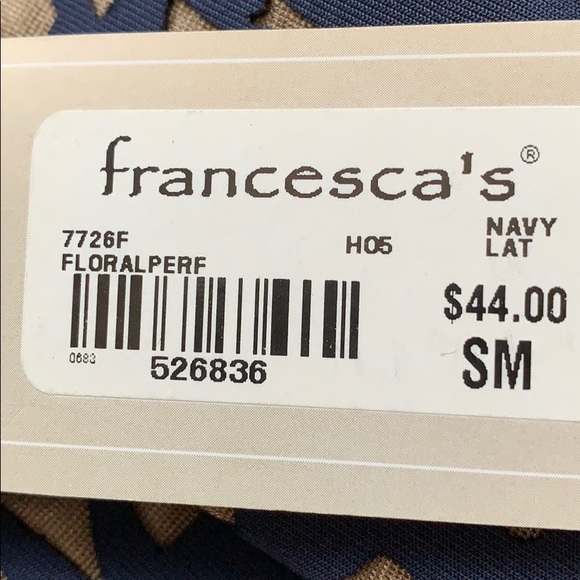 francesca's®
7726F H05 NAVY
FLORALPERF LAT
$44.00
SM
0683
526836